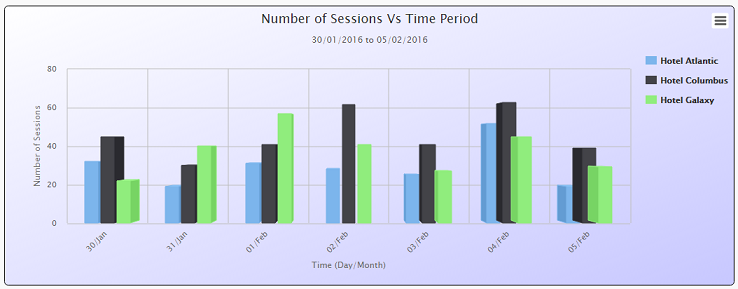 Number of Sessions Vs Time Period
30/01/2016 to 05/02/2016
Hotel Atlantic
Hotel Columbus
Hotel Galaxy
Number of Sessions
80
60
40
20
0
30/Jan
31/Jan
01/Feb
02/Feb
03/Feb
04/Feb
05/Feb
Time (Day/Month)